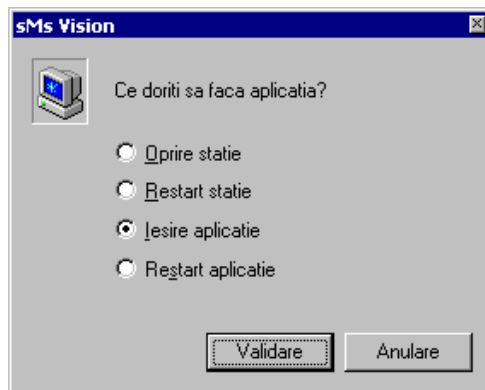 sMs Vision
Ce doriti sa faca aplicatia?
Oprire statie
Restart statie
Iesire aplicatie
Restart aplicatie
Validare Anulare